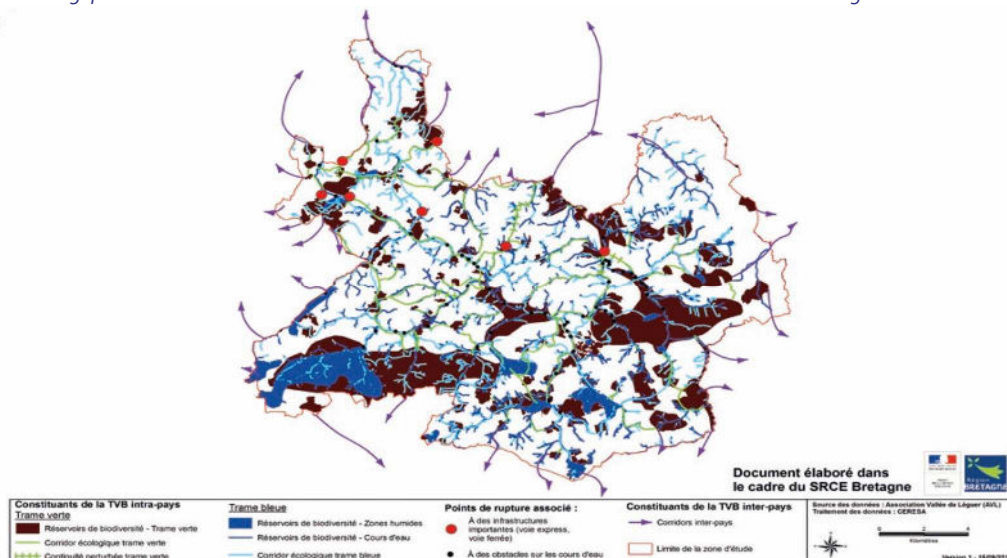 Document élaboré dans
le cadre du SRCE Bretagne
Région
BRETAGNE
Constituants de la TVB intra-pays
Trame verte
Réservoirs de biodiversité - Trame verte
Corridor écologique trame verte
Continuité perturbée trame verte
Trame bleue
Réservoirs de biodiversité - Zones humides
Réservoirs de biodiversité - Cours d'eau
Corridor écologique trame bleue
Points de rupture associé :
À des infrastructures
importantes (voie express,
voie ferrée)
À des obstacles sur les cours d'eau
Constituants de la TVB inter-pays
Corridors inter-pays
Limite de la zone d'étude
Source des données : Association Vallée du Léguer (AVL)
Traitement des données : CERESA
Kilomètres